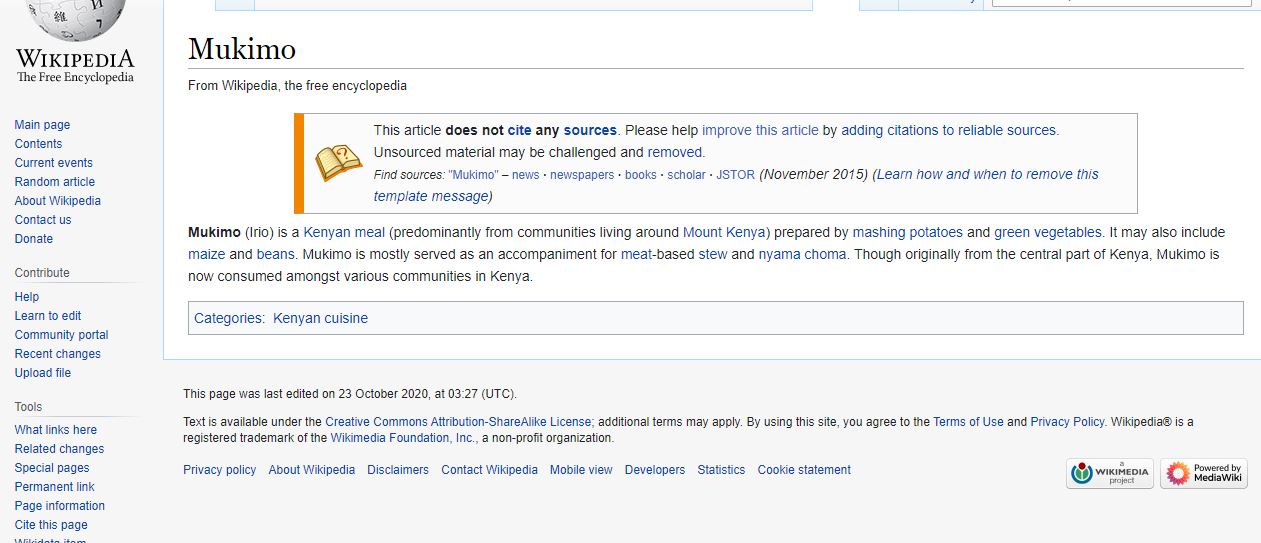 Mukimo
From Wikipedia, the free encyclopedia
This article does not cite any sources. Please help improve this article by adding citations to reliable sources.
Unsourced material may be challenged and removed.
Find sources: "Mukimo" – news · newspapers · books · scholar · JSTOR (November 2015) (Learn how and when to remove this
template message)
Mukimo (Irio) is a Kenyan meal (predominantly from communities living around Mount Kenya) prepared by mashing potatoes and green vegetables. It may also include
maize and beans. Mukimo is mostly served as an accompaniment for meat-based stew and nyama choma. Though originally from the central part of Kenya, Mukimo is
now consumed amongst various communities in Kenya.
Categories: Kenyan cuisine
This page was last edited on 23 October 2020, at 03:27 (UTC).
Text is available under the Creative Commons Attribution-ShareAlike License; additional terms may apply. By using this site, you agree to the Terms of Use and Privacy Policy. Wikipedia® is a
registered trademark of the Wikimedia Foundation, Inc., a non-profit organization.
Privacy policy About Wikipedia Disclaimers Contact Wikipedia Mobile view Developers Statistics Cookie statement
a
WIKIMEDIA
project
Powered by
MediaWiki
WIKIPEDIA
The Free Encyclopedia
Main page
Contents
Current events
Random article
About Wikipedia
Contact us
Donate
Contribute
Help
Learn to edit
Community portal
Recent changes
Upload file
Tools
What links here
Related changes
Special pages
Permanent link
Page information
Cite this page
Wikidata item